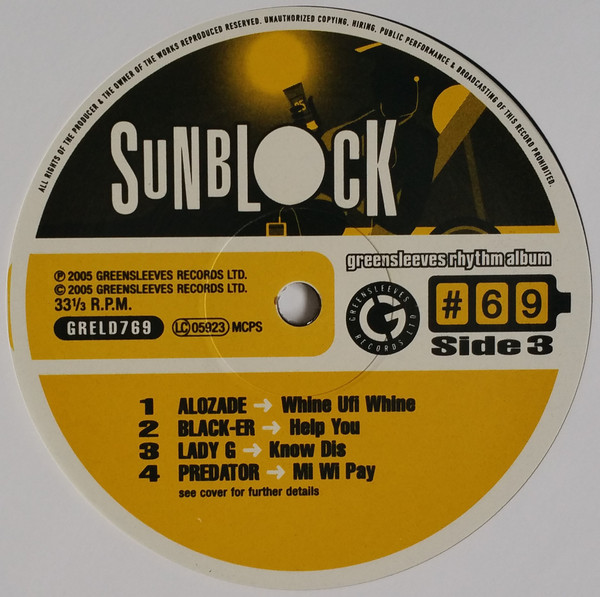 ALL RIGHTS OF THE PRODUCER & THE OWNER OF THE WORKS REPRODUCED RESERVED. UNAUTHORIZED COPYING, HIRING, PUBLIC PERFORMANCE & BROADCASTING OF THIS RECORD PROHIBITED.
SUNBLOCK
℗ 2005 GREENSLEEVES RECORDS LTD.
© 2005 GREENSLEEVES RECORDS LTD.
33⅓ R.P.M.
GRELD769 LC 05923 MCPS
greensleeves rhythm album
GREENSLEEVES
G
RECORDS LTD
#69
Side 3
1 ALOZADE → Whine Ufi Whine
2 BLACK-ER → Help You
3 LADY G → Know Dis
4 PREDATOR → Mi Wi Pay
see cover for further details